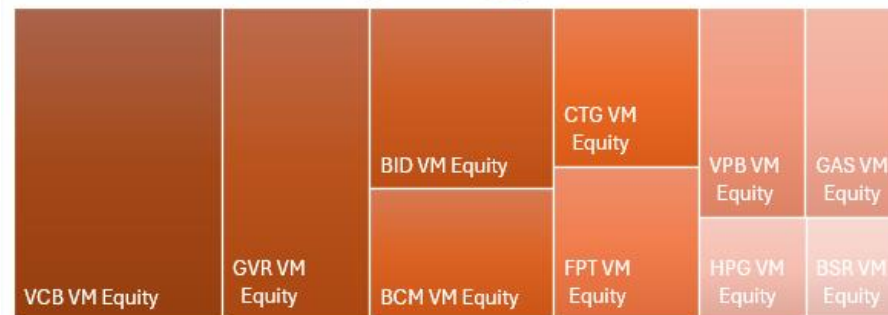 VCB VM Equity
GVR VM
Equity
BID VM Equity
BCM VM Equity
CTG VM
Equity
FPT VM
Equity
VPB VM
Equity
GAS VM
Equity
HPG VM
Equity
BSR VM
Equity